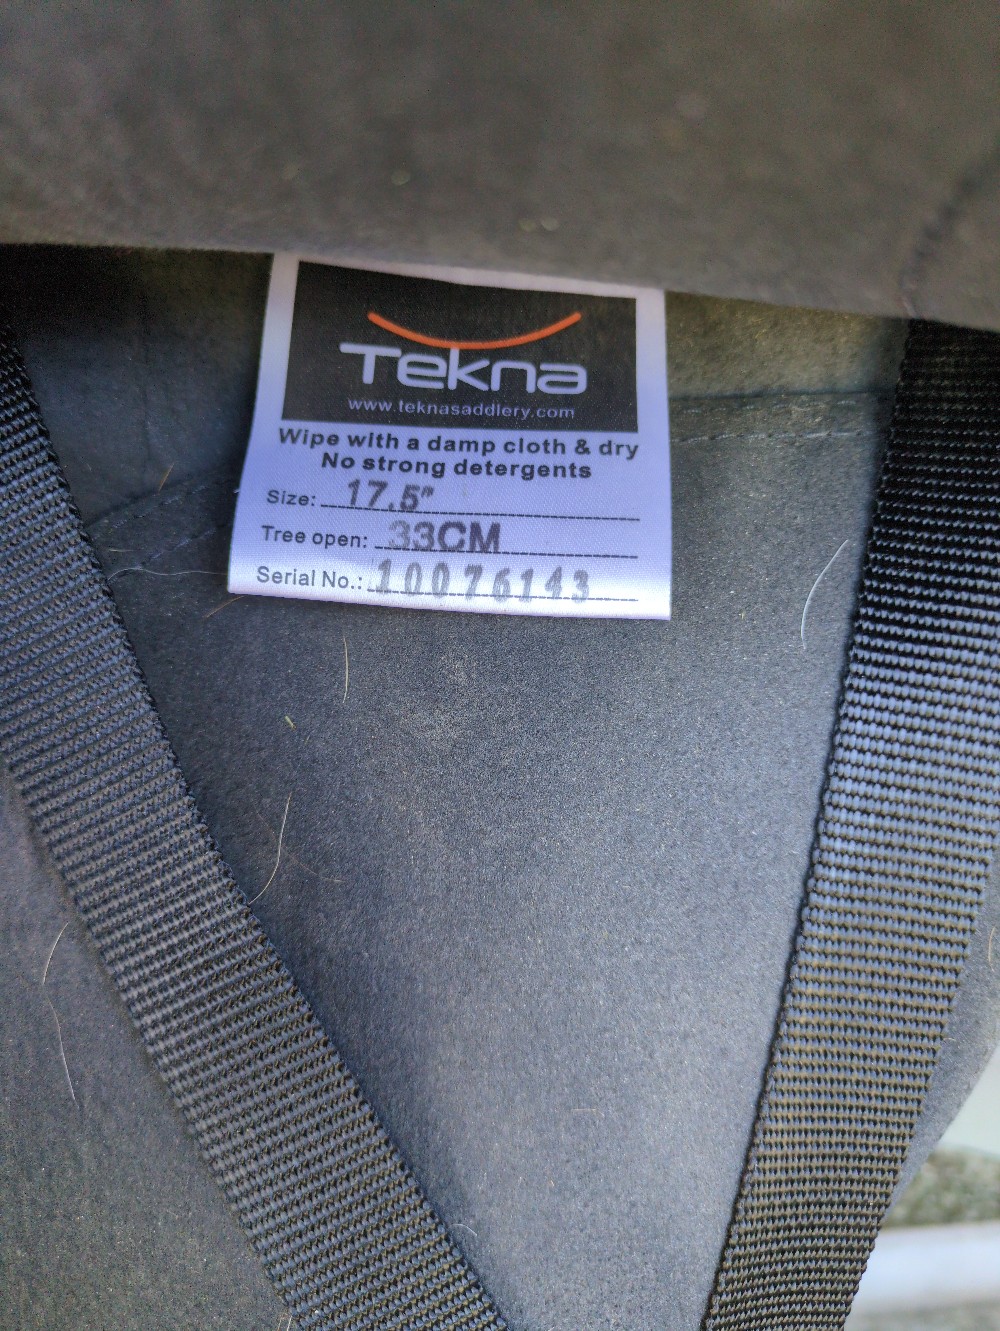 Tekna
www.teknasaddlery.com
Wipe with a damp cloth & dry
No strong detergents
Size: 17.5"
Tree open: 33CM
Serial No.: 10076143